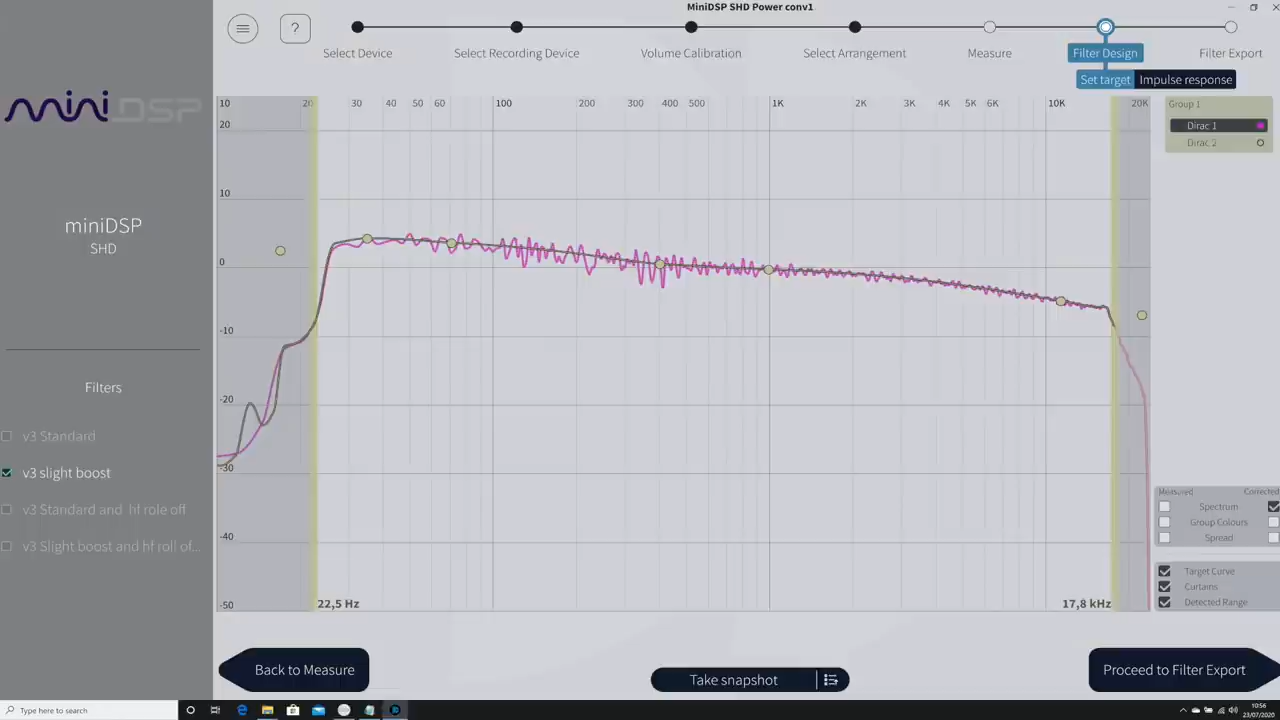 MiniDSP SHD Power conv1
?
Select Device
Select Recording Device
Volume Calibration
Select Arrangement
Measure
Filter Design
Filter Export
Set target
Impulse response
miniDSP
miniDSP
SHD
Filters
v3 Standard
v3 slight boost
v3 Standard and hf role off
v3 Slight boost and hf roll of...
10 20 30 40 50 60 100 200 300 400 500 1K 2K 3K 4K 5K 6K 10K 20K
20
10
0
-10
-20
-30
-40
-50
22,5 Hz
17,8 kHz
Group 1
Dirac 1
Dirac 2
Measured
Corrected
Spectrum
Group Colours
Spread
Target Curve
Curtains
Detected Range
Back to Measure
Take snapshot
Proceed to Filter Export
Type here to search
10:56
23/07/2020